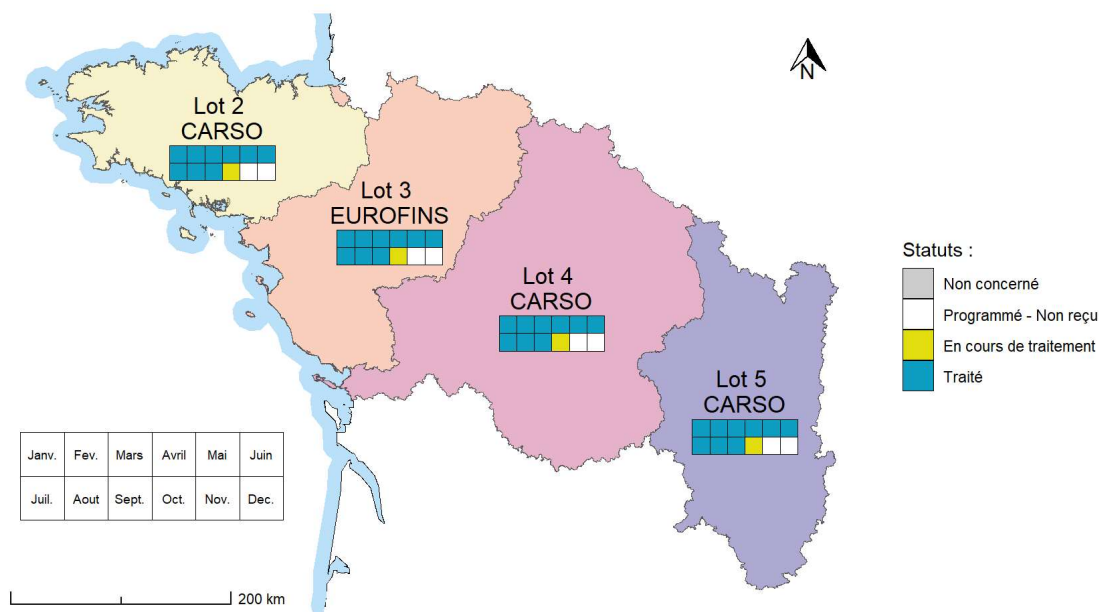 N
Lot 2
CARSO
Lot 3
EUROFINS
Lot 4
CARSO
Lot 5
CARSO
Statuts :
Non concerné
Programmé - Non reçu
En cours de traitement
Traité
Janv. Fev. Mars Avril Mai Juin
Juil. Aout Sept. Oct. Nov. Dec.
200 km